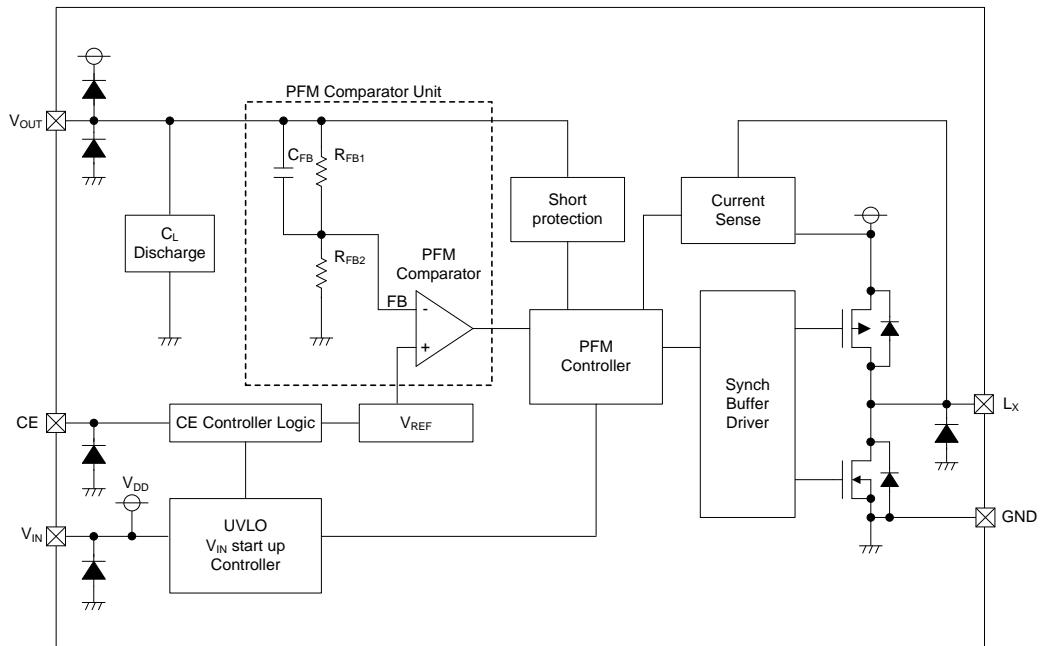 PFM Comparator Unit
VOUT
CFB
RFB1
Short
protection
Current
Sense
CL
Discharge
RFB2
PFM
Comparator
FB
-
+
PFM
Controller
Synch
Buffer
Driver
CE
CE Controller Logic
VREF
LX
VDD
VIN
UVLO
VIN start up
Controller
GND